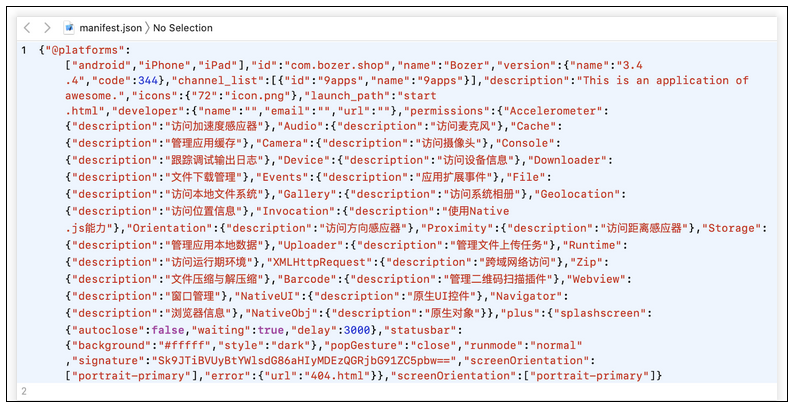 manifest.json 〉No Selection
1 {"@platforms":
["android","iPhone","iPad"],"id":"com.bozer.shop","name":"Bozer","version":{"name":"3.4
.4","code":344},"channel_list":[{"id":"9apps","name":"9apps"}],"description":"This is an application of
awesome.","icons":{"72":"icon.png"},"launch_path":"start
.html","developer":{"name":"","email":"","url":""},"permissions":{"Accelerometer":
{"description":"访问加速度感应器"},"Audio":{"description":"访问麦克风"},"Cache":
{"description":"管理应用缓存"},"Camera":{"description":"访问摄像头"},"Console":
{"description":"跟踪调试输出日志"},"Device":{"description":"访问设备信息"},"Downloader":
{"description":"文件下载管理"},"Events":{"description":"应用扩展事件"},"File":
{"description":"访问本地文件系统"},"Gallery":{"description":"访问系统相册"},"Geolocation":
{"description":"访问位置信息"},"Invocation":{"description":"使用Native
.js能力"},"Orientation":{"description":"访问方向感应器"},"Proximity":{"description":"访问距离感应器"},"Storage":
{"description":"管理应用本地数据"},"Uploader":{"description":"管理文件上传任务"},"Runtime":
{"description":"访问运行期环境"},"XMLHttpRequest":{"description":"跨域网络访问"},"Zip":
{"description":"文件压缩与解压缩"},"Barcode":{"description":"管理二维码扫描插件"},"Webview":
{"description":"窗口管理"},"NativeUI":{"description":"原生UI控件"},"Navigator":
{"description":"浏览器信息"},"NativeObj":{"description":"原生对象"}},"plus":{"splashscreen":
{"autoclose":false,"waiting":true,"delay":3000},"statusbar":
{"background":"#fffff","style":"dark"},"popGesture":"close","runmode":"normal"
,"signature":"Sk9JTiBVUyBtYWlsdG86aHIyMDEzQGRjbG91ZC5pbw==","screenOrientation":
["portrait-primary"],"error":{"url":"404.html"}},"screenOrientation":["portrait-primary"]}
2